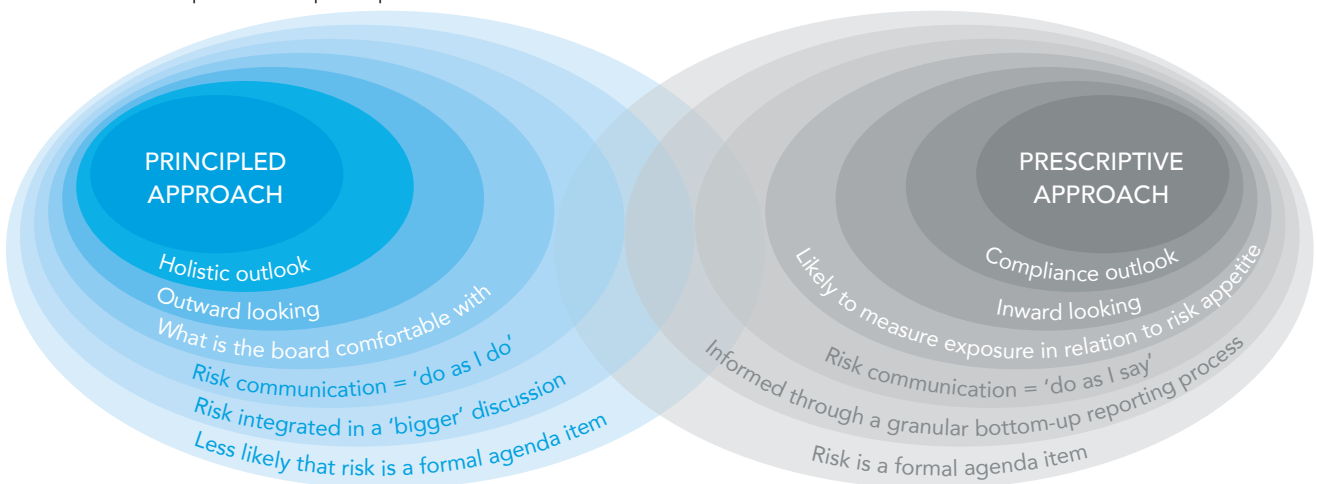 PRINCIPLED
APPROACH
Holistic outlook
Outward looking
What is the board comfortable with
Risk communication = ‘do as I do’
Risk integrated in a ‘bigger’ discussion
Less likely that risk is a formal agenda item
PRESCRIPTIVE
APPROACH
Compliance outlook
Inward looking
Likely to measure exposure in relation to risk appetite
Risk communication = ‘do as I say’
Informed through a granular bottom-up reporting process
Risk is a formal agenda item